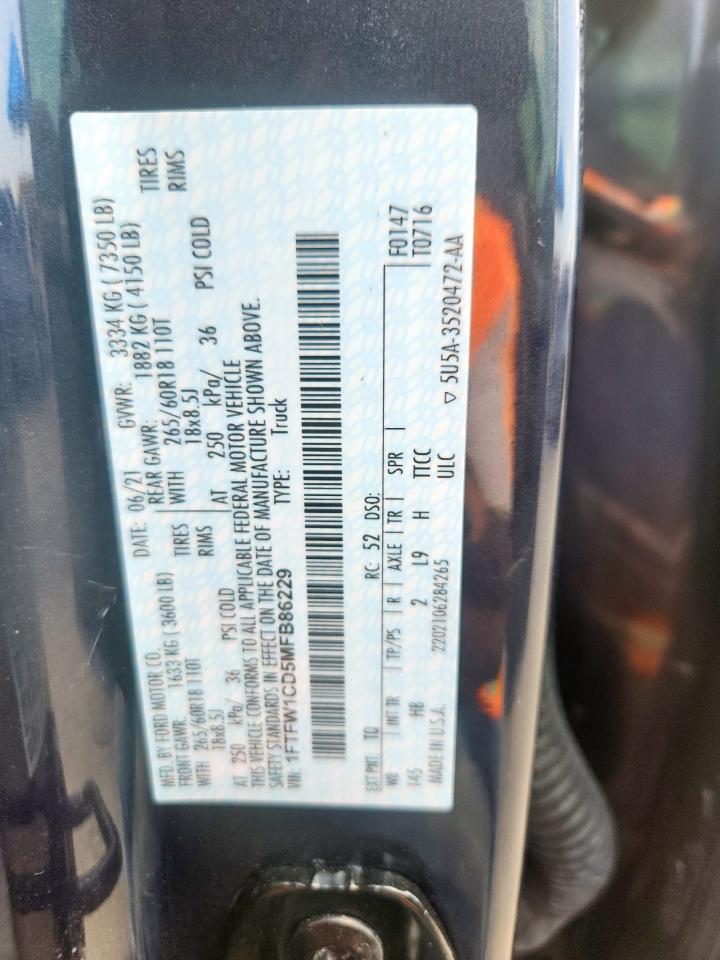 MFD. BY FORD MOTOR CO. DATE: 06/21 GVWR: 3334 KG ( 7350 LB)
FRONT GAWR: 1633 KG ( 3600 LB) REAR GAWR: 1882 KG ( 4150 LB)
WITH 265/60R18 110T TIRES WITH 265/60R18 110T TIRES
18x8.5J RIMS 18x8.5J RIMS
AT 250 kPa/ 36 PSI COLD AT 250 kPa/ 36 PSI COLD
THIS VEHICLE CONFORMS TO ALL APPLICABLE FEDERAL MOTOR VEHICLE
SAFETY STANDARDS IN EFFECT ON THE DATE OF MANUFACTURE SHOWN ABOVE.
VIN: 1FTFW1CD5MFB86229 TYPE: Truck
EXT PNT: TQ RC: 52 DSO:
WB INT TR TP/PS R AXLE TR SPR F0147
145 HB 2 L9 H TTCC T0716
MADE IN U.S.A. 2202106284265 ULC
▽ 5U5A-3520472-AA